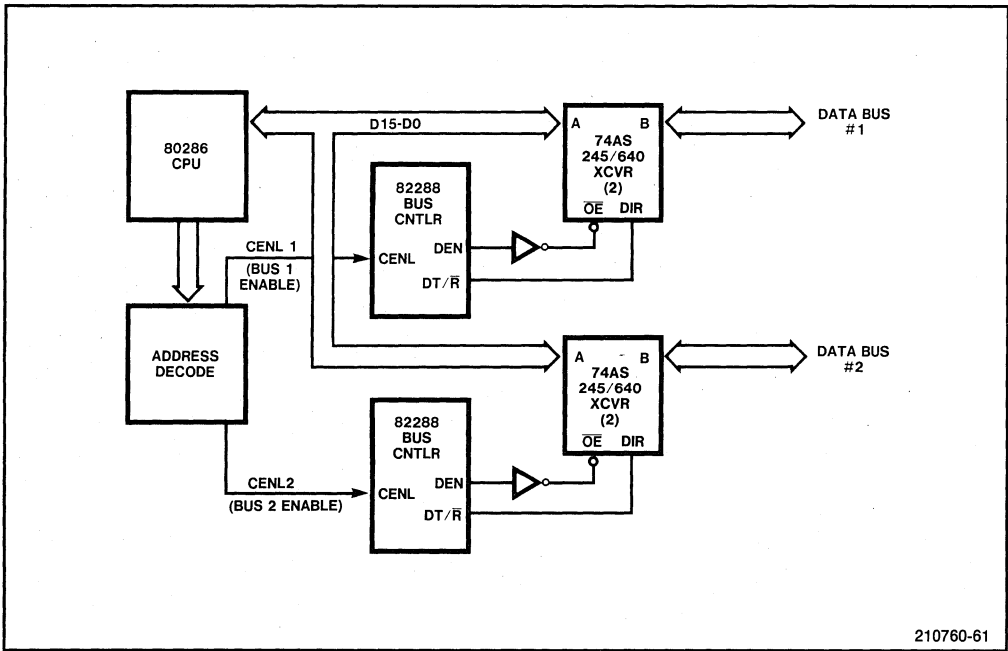 80286
CPU
D15-D0
A B
74AS
245/640
XCVR
(2)
OE DIR
DATA BUS
#1
82288
BUS
CNTLR
CENL
DEN
DT/R̅
CENL 1
(BUS 1
ENABLE)
ADDRESS
DECODE
A B
74AS
245/640
XCVR
(2)
O̅E̅ DIR
DATA BUS
#2
82288
BUS
CNTLR
CENL
DEN
DT/R̅
CENL2
(BUS 2 ENABLE)
210760-61